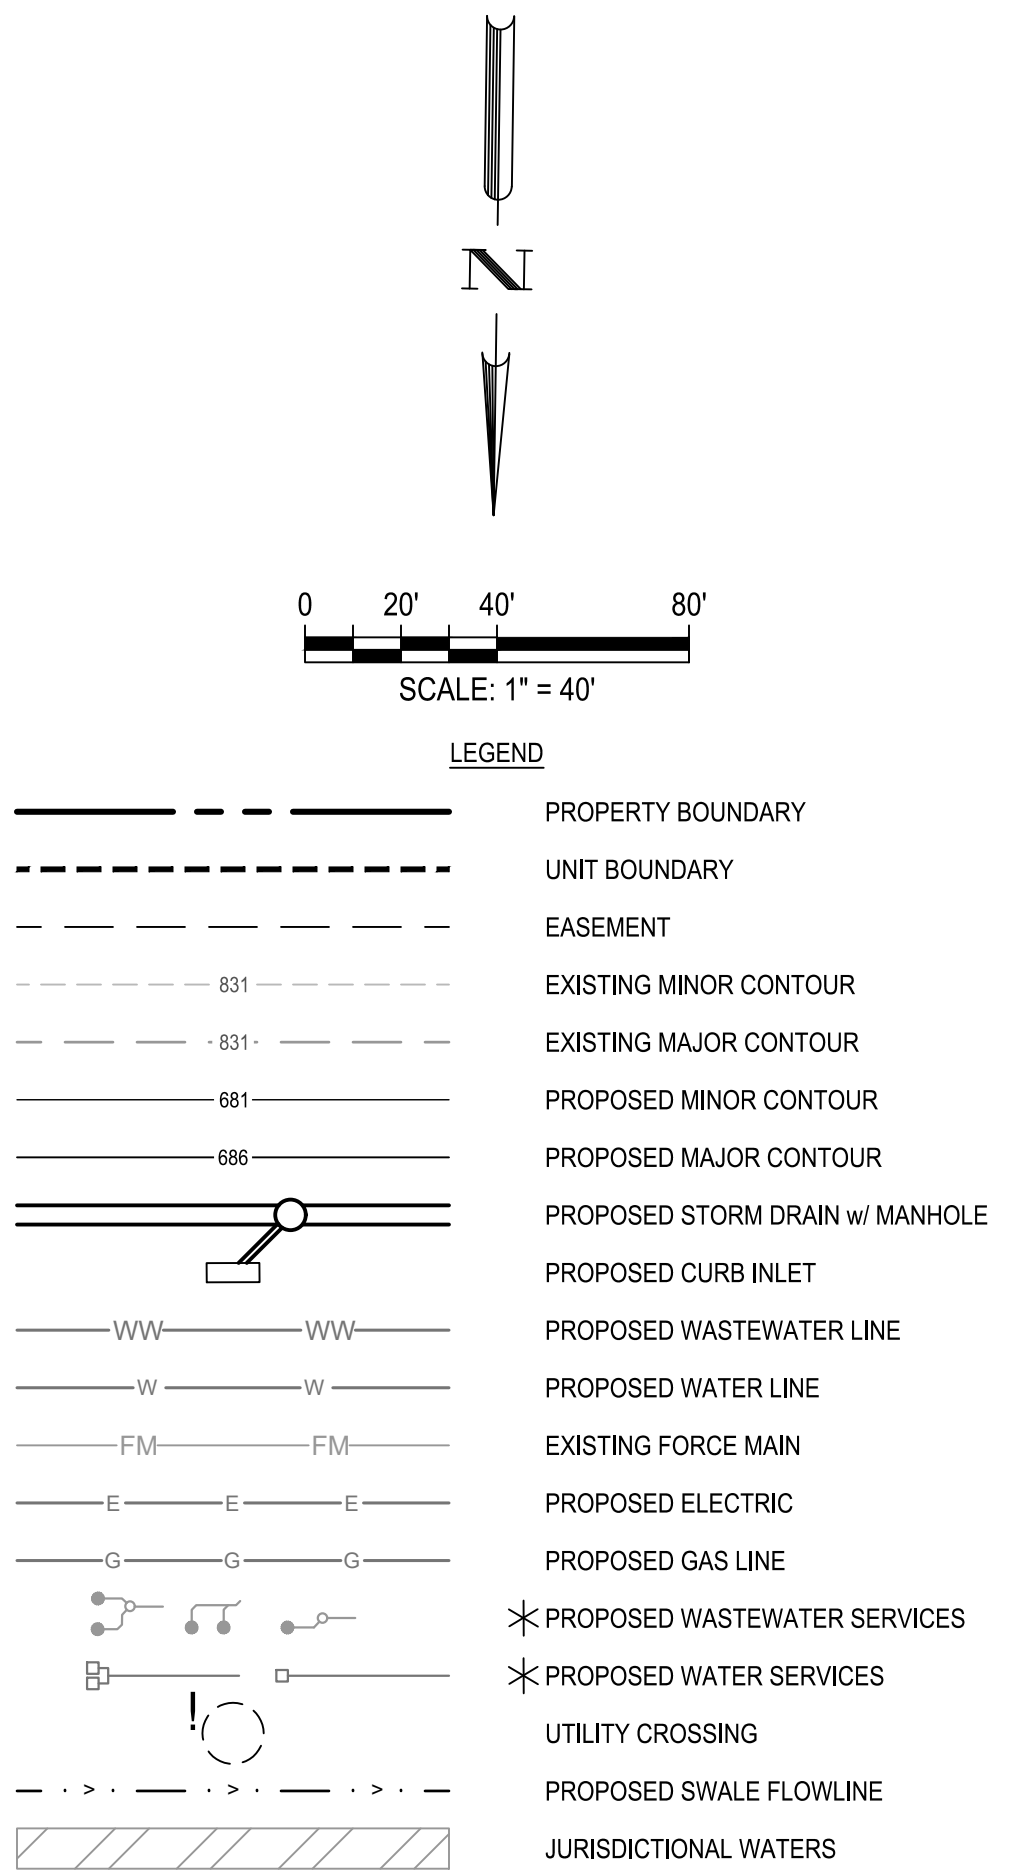 N
0 20' 40' 80'
SCALE: 1" = 40'
LEGEND
PROPERTY BOUNDARY
UNIT BOUNDARY
EASEMENT
831 EXISTING MINOR CONTOUR
831 EXISTING MAJOR CONTOUR
681 PROPOSED MINOR CONTOUR
686 PROPOSED MAJOR CONTOUR
PROPOSED STORM DRAIN w/ MANHOLE
PROPOSED CURB INLET
WW WW PROPOSED WASTEWATER LINE
W W PROPOSED WATER LINE
FM FM EXISTING FORCE MAIN
E E E PROPOSED ELECTRIC
G G G PROPOSED GAS LINE
* PROPOSED WASTEWATER SERVICES
* PROPOSED WATER SERVICES
! UTILITY CROSSING
> > > PROPOSED SWALE FLOWLINE
JURISDICTIONAL WATERS